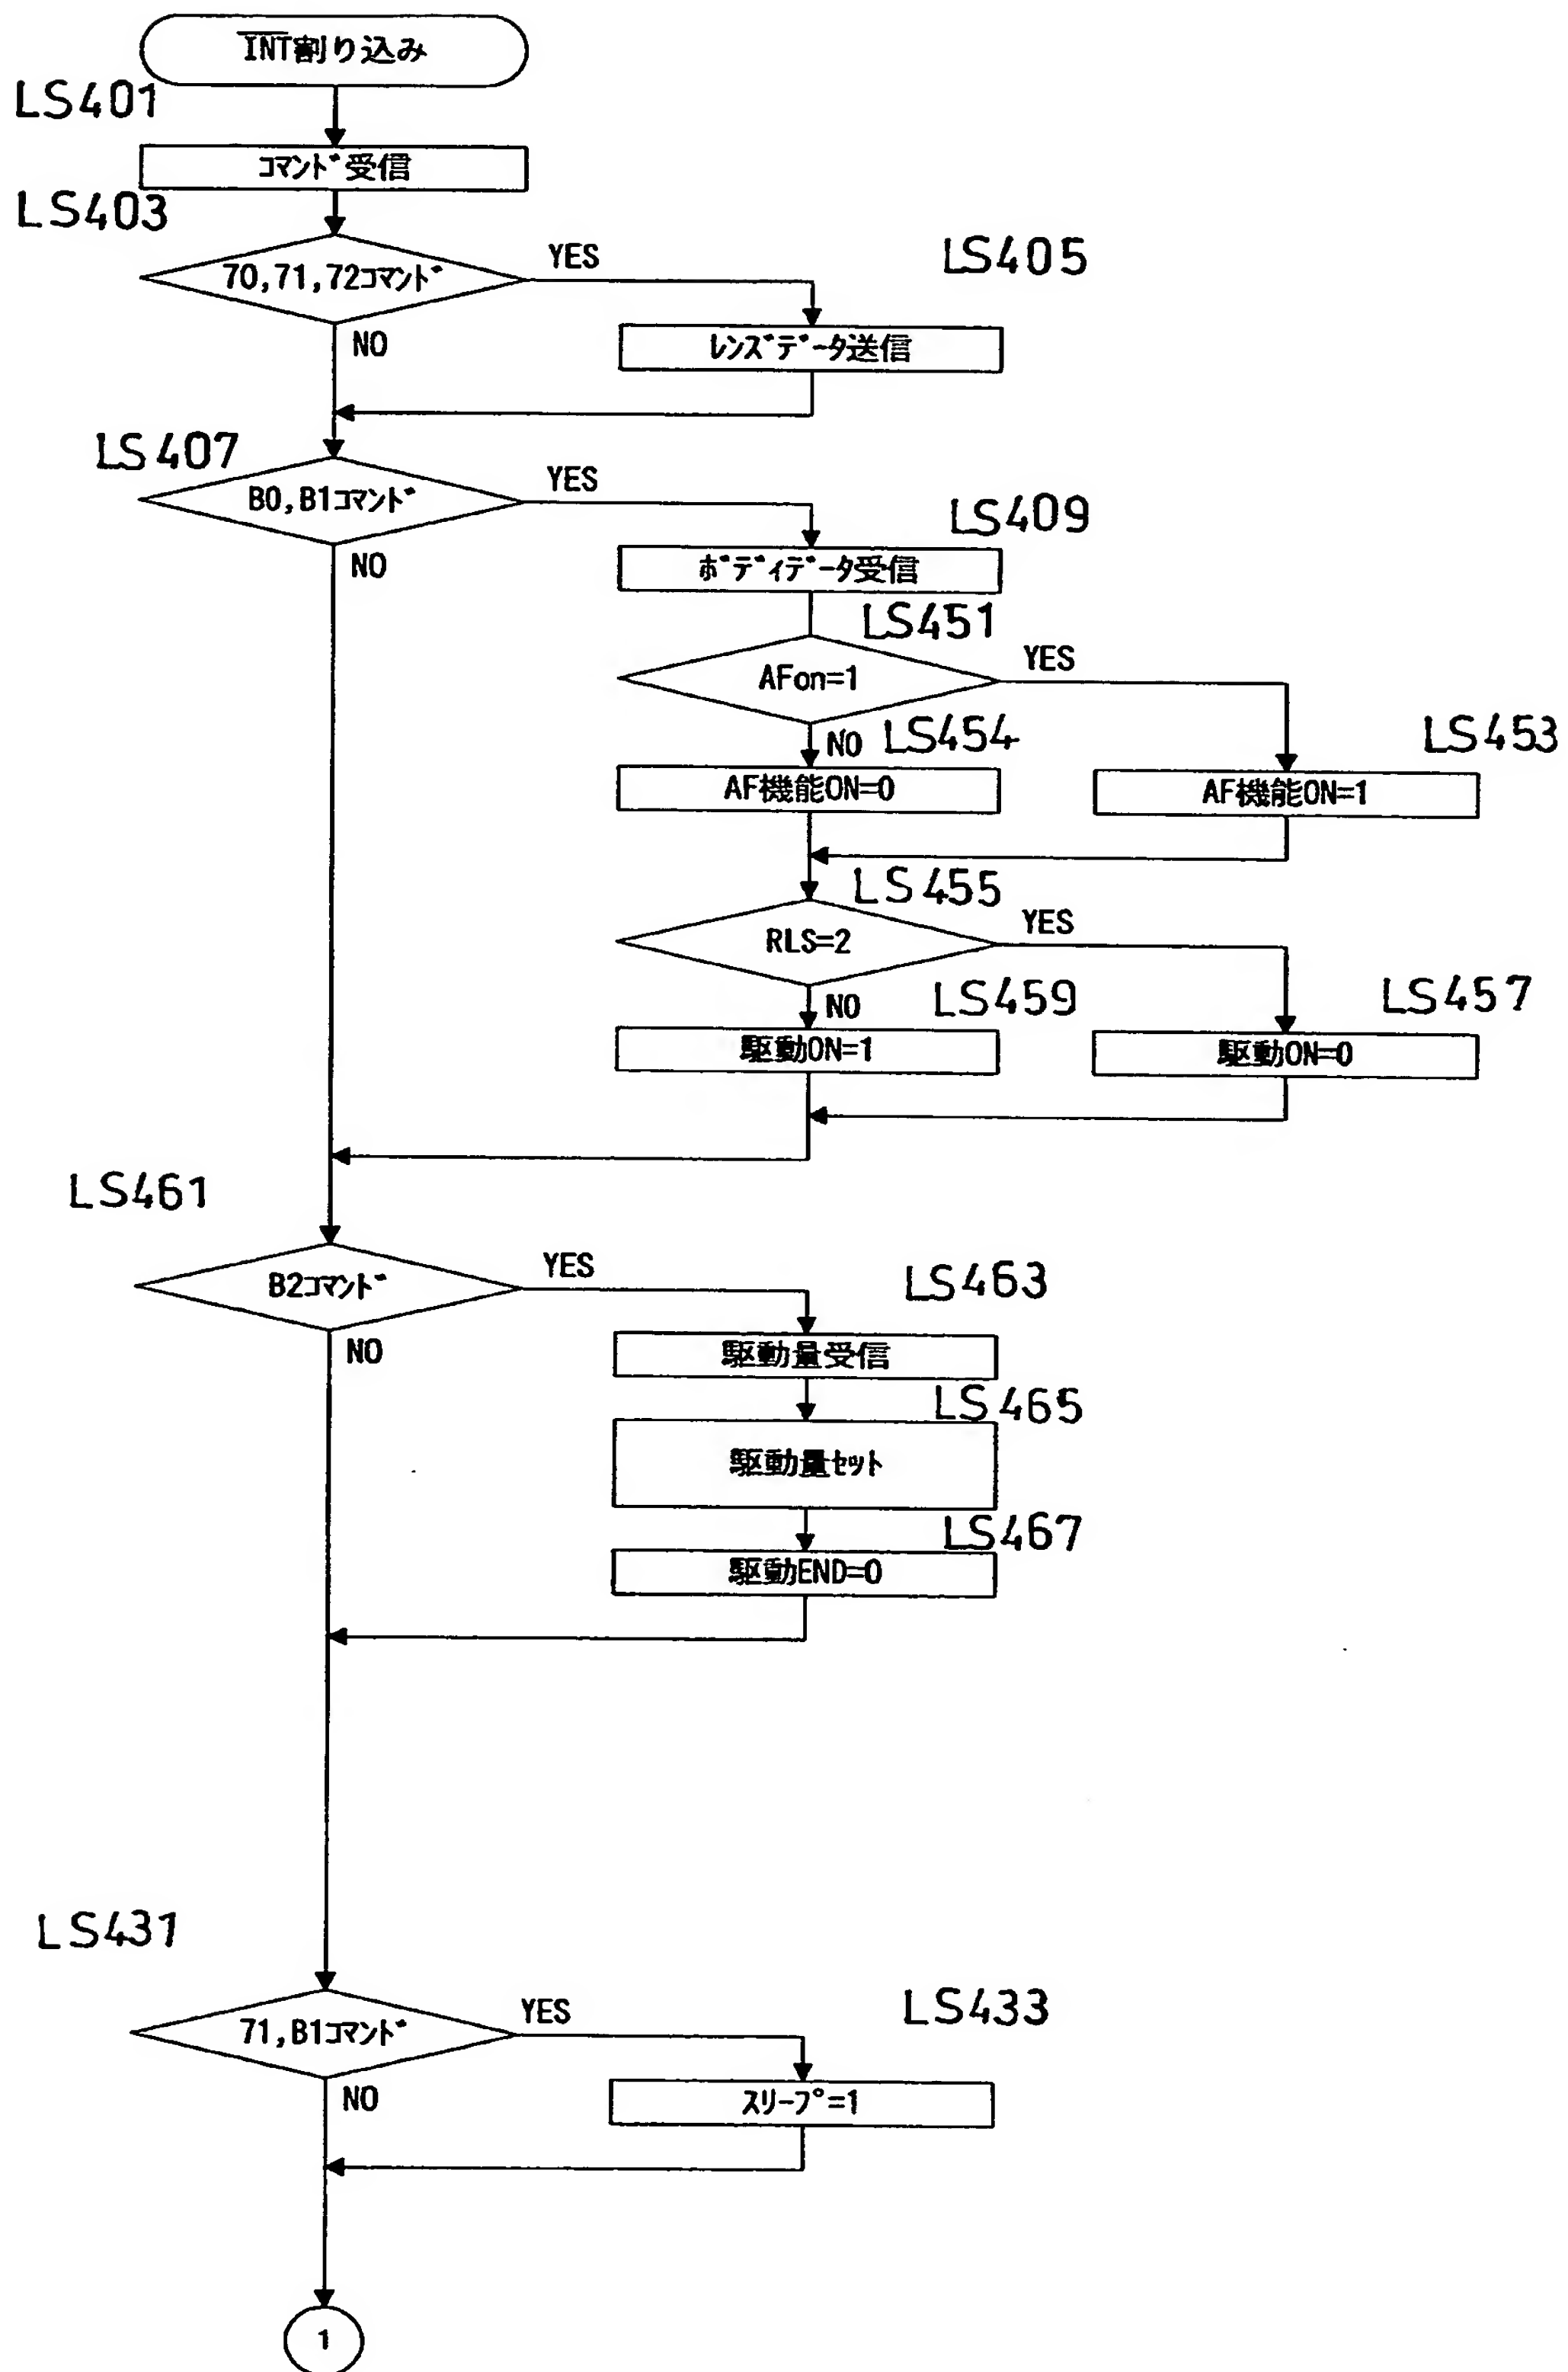 INT割り込み
LS401
コマンド受信
LS403
70,71,72コマンド
YES
LS405
NO
レンズデータ送信
LS407
B0,B1コマンド
YES
LS409
NO
ボディデータ受信
LS451
AFon=1
YES
NO
LS454
LS453
AF機能ON=0
AF機能ON=1
LS455
RLS=2
YES
NO
LS459
LS457
駆動ON=1
駆動ON=0
LS461
B2コマンド
YES
LS463
NO
駆動量受信
LS465
駆動量セット
LS467
駆動END=0
LS431
71,B1コマンド
YES
LS433
NO
スリープ=1
1